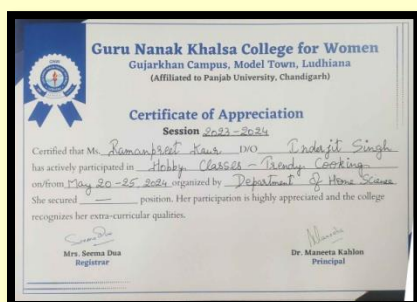 Guru Nanak Khalsa College for Women
Gujarkhan Campus, Model Town, Ludhiana
(Affiliated to Panjab University, Chandigarh)
Certificate of Appreciation
Session 2023-2024
Certified that Ms. Ramanpreet Kaur D/O Inderjit Singh
has actively participated in Hobby Classes - Trendy Cooking
on/from May 20-25, 2024 organized by Department of Home Science
She secured — position. Her participation is highly appreciated and the college
recognizes her extra-curricular qualities.
Mrs. Seema Dua
Registrar
Dr. Maneeta Kahlon
Principal